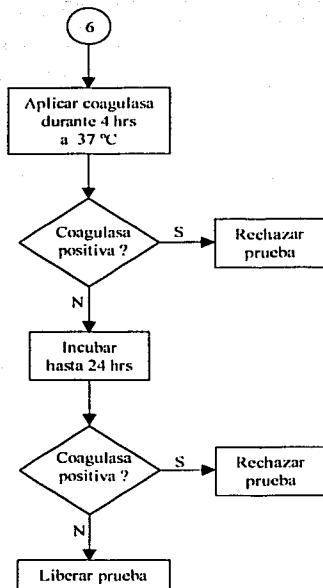 6
Aplicar coagulasa
durante 4 hrs
a 37 ºC
Coagulasa
positiva ?
S
Rechazar
prueba
N
Incubar
hasta 24 hrs
Coagulasa
positiva ?
S
Rechazar
prueba
N
Liberar prueba